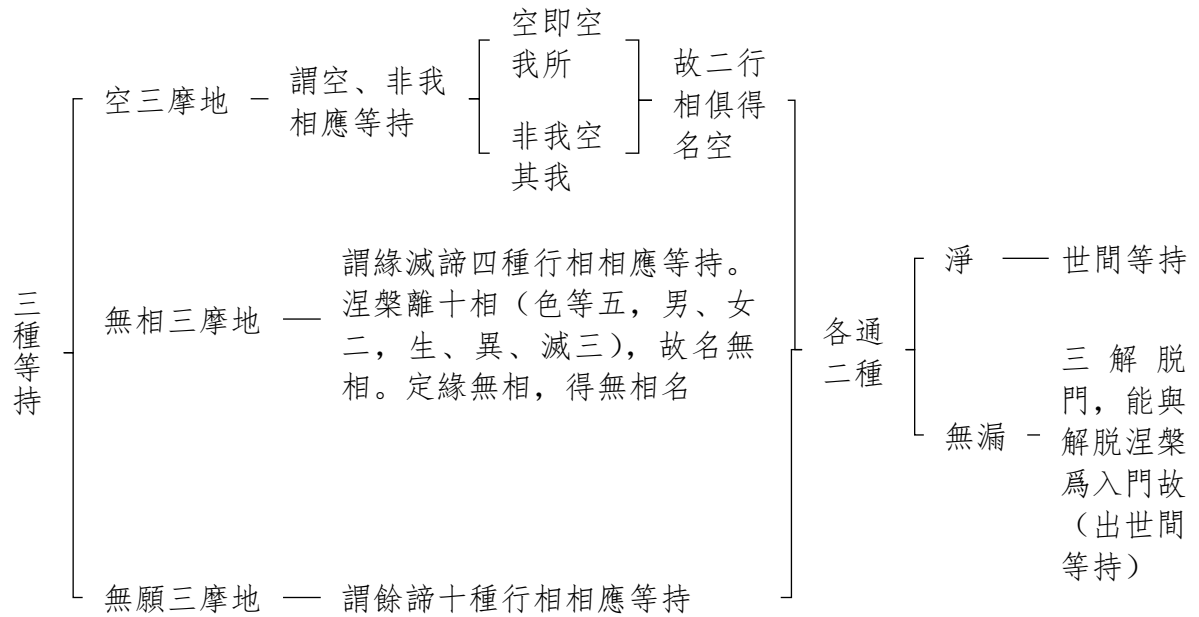 三種等持
空三摩地
謂空、非我
相應等持
空即空
我所
非我空
其我
故二行
相俱得
名空
無相三摩地
謂緣滅諦四種行相相應等持。
涅槃離十相（色等五，男、女
二，生、異、滅三），故名無
相。定緣無相，得無相名
無願三摩地
謂餘諦十種行相相應等持
各通
二種
淨
世間等持
無漏
三解脱
門，能與
解脱涅槃
爲入門故
（出世間
等持）